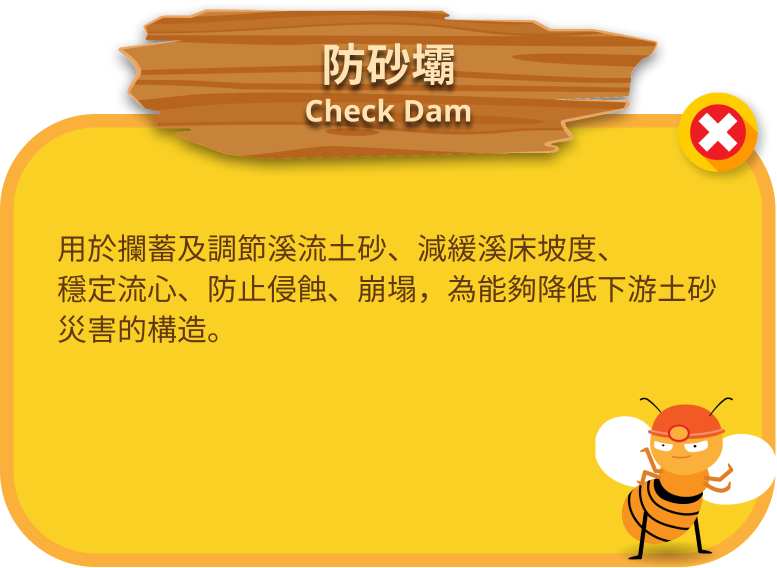 防砂壩
Check Dam
用於攔蓄及調節溪流土砂、減緩溪床坡度、
穩定流心、防止侵蝕、崩塌，為能夠降低下游土砂
災害的構造。